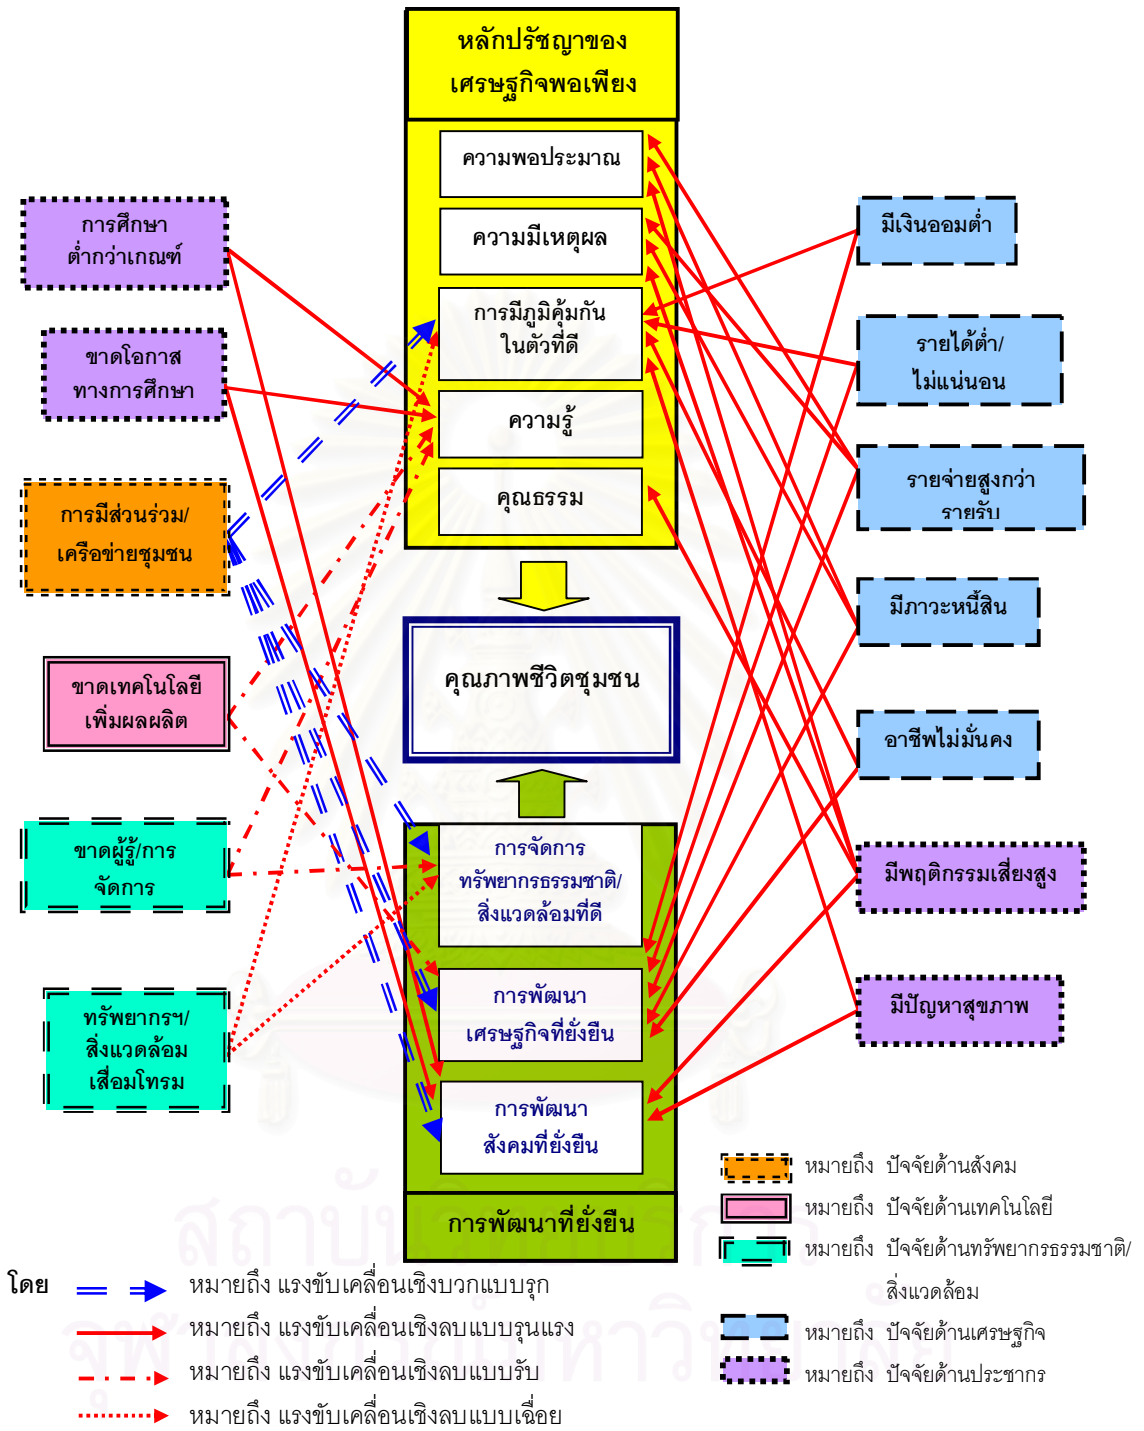 หลักปรัชญาของ
เศรษฐกิจพอเพียง
ความพอประมาณ
ความมีเหตุผล
การมีภูมิคุ้มกัน
ในตัวที่ดี
ความรู้
คุณธรรม
การศึกษา
ต่ำกว่าเกณฑ์
ขาดโอกาส
ทางการศึกษา
การมีส่วนร่วม/
เครือข่ายชุมชน
ขาดเทคโนโลยี
เพิ่มผลผลิต
ขาดผู้รู้/การ
จัดการ
ทรัพยากรฯ/
สิ่งแวดล้อม
เสื่อมโทรม
คุณภาพชีวิตชุมชน
มีเงินออมต่ำ
รายได้ต่ำ/
ไม่แน่นอน
รายจ่ายสูงกว่า
รายรับ
มีภาวะหนี้สิน
อาชีพไม่มั่นคง
มีพฤติกรรมเสี่ยงสูง
มีปัญหาสุขภาพ
การจัดการ
ทรัพยากรธรรมชาติ/
สิ่งแวดล้อมที่ดี
การพัฒนา
เศรษฐกิจที่ยั่งยืน
การพัฒนา
สังคมที่ยั่งยืน
การพัฒนาที่ยั่งยืน
โดย
หมายถึง แรงขับเคลื่อนเชิงบวกแบบรุก
หมายถึง แรงขับเคลื่อนเชิงลบแบบรุนแรง
หมายถึง แรงขับเคลื่อนเชิงลบแบบรับ
หมายถึง แรงขับเคลื่อนเชิงลบแบบเฉื่อย
หมายถึง ปัจจัยด้านสังคม
หมายถึง ปัจจัยด้านเทคโนโลยี
หมายถึง ปัจจัยด้านทรัพยากรธรรมชาติ/
สิ่งแวดล้อม
หมายถึง ปัจจัยด้านเศรษฐกิจ
หมายถึง ปัจจัยด้านประชากร
สถาบันวิทยบริการ
จุฬาลงกรณ์มหาวิทยาลัย